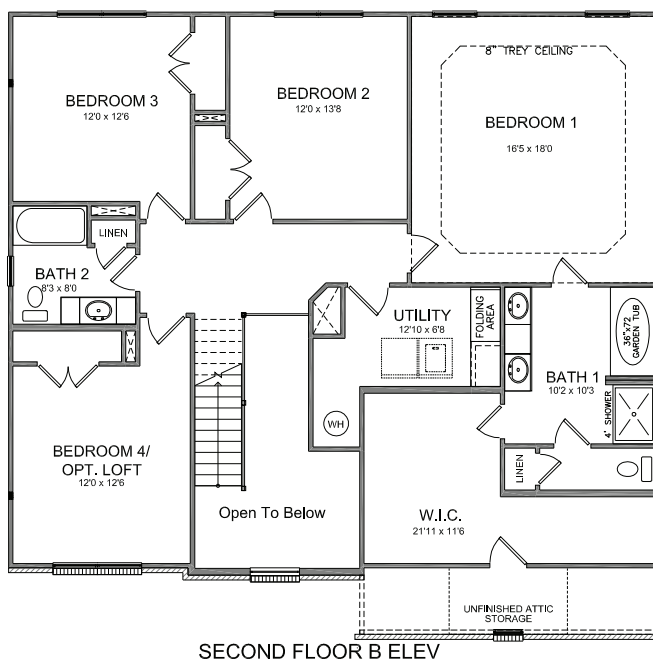 8" TREY CEILING
BEDROOM 3
12'0 x 12'6
BEDROOM 2
12'0 x 13'8
BEDROOM 1
16'5 x 18'0
LINEN
BATH 2
8'3 x 8'0
UTILITY
12'10 x 6'8
FOLDING
AREA
36"x72
GARDEN TUB
BATH 1
10'2 x 10'3
4' SHOWER
WH
BEDROOM 4/
OPT. LOFT
12'0 x 12'6
LINEN
Open To Below
W.I.C.
21'11 x 11'6
UNFINISHED ATTIC
STORAGE
SECOND FLOOR B ELEV